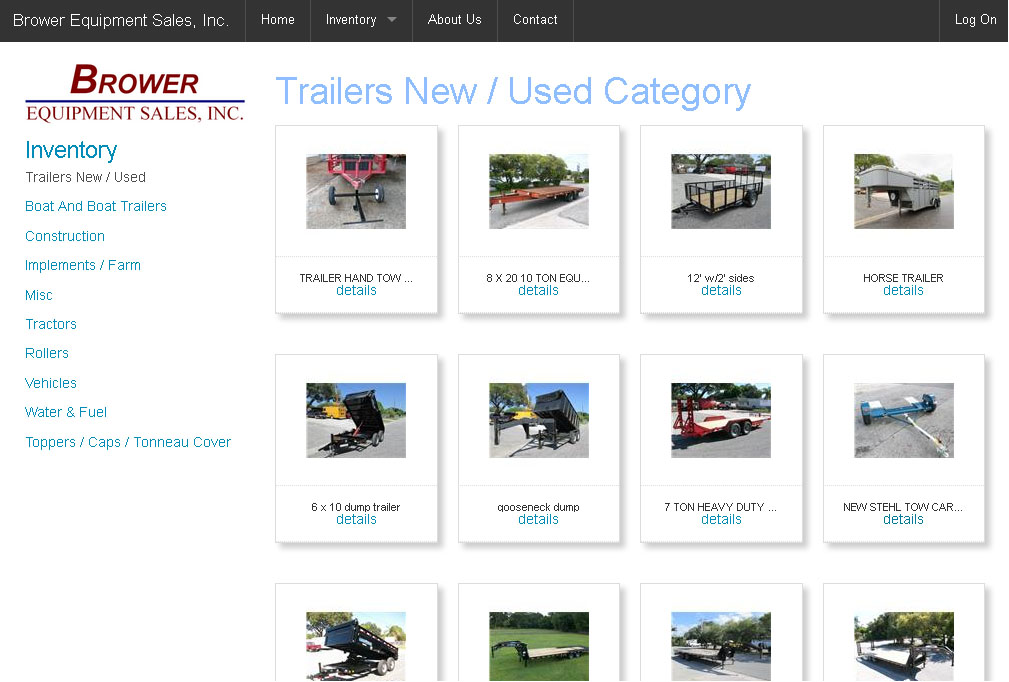 Brower Equipment Sales, Inc.
Home
Inventory
About Us
Contact
Log On
BROWER
EQUIPMENT SALES, INC.
Inventory
Trailers New / Used
Boat And Boat Trailers
Construction
Implements / Farm
Misc
Tractors
Rollers
Vehicles
Water & Fuel
Toppers / Caps / Tonneau Cover
Trailers New / Used Category
TRAILER HAND TOW ...
details
8 X 20 10 TON EQU...
details
12' w/2' sides
details
HORSE TRAILER
details
6 x 10 dump trailer
details
gooseneck dump
details
7 TON HEAVY DUTY ...
details
NEW STEHL TOW CAR...
details